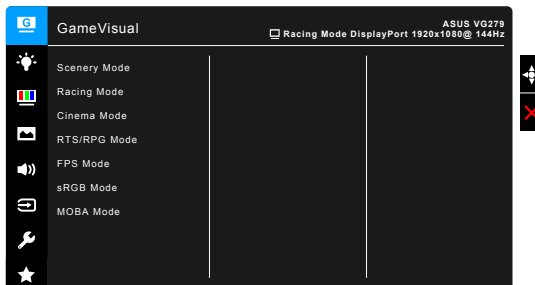 G
GameVisual
ASUS VG279
Racing Mode DisplayPort 1920x1080@ 144Hz
Scenery Mode
Racing Mode
Cinema Mode
RTS/RPG Mode
FPS Mode
sRGB Mode
MOBA Mode